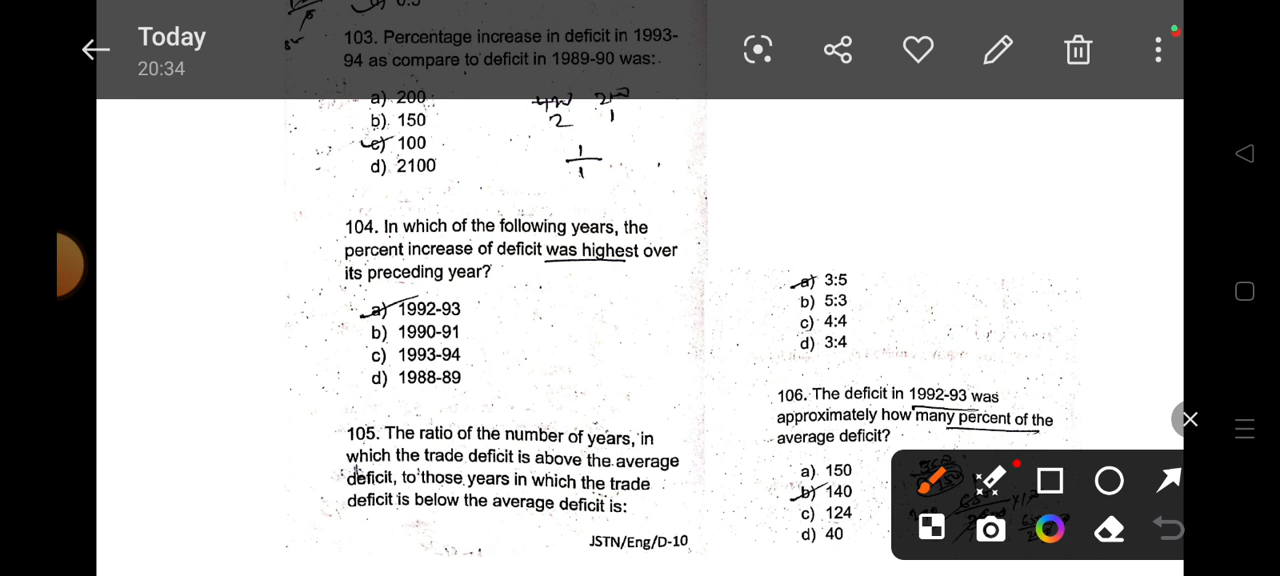 Today
20:34
103. Percentage increase in deficit in 1993-
94 as compare to deficit in 1989-90 was:
a) 200
b) 150
c) 100
d) 2100
2
1
1
1
104. In which of the following years, the
percent increase of deficit was highest over
its preceding year?
a) 1992-93
b) 1990-91
c) 1993-94
d) 1988-89
105. The ratio of the number of years, in
which the trade deficit is above the average
deficit, to those years in which the trade
deficit is below the average deficit is:
JSTN/Eng/D-10
a) 3:5
b) 5:3
c) 4:4
d) 3:4
106. The deficit in 1992-93 was
approximately how many percent of the
average deficit?
a) 150
b) 140
c) 124
d) 40